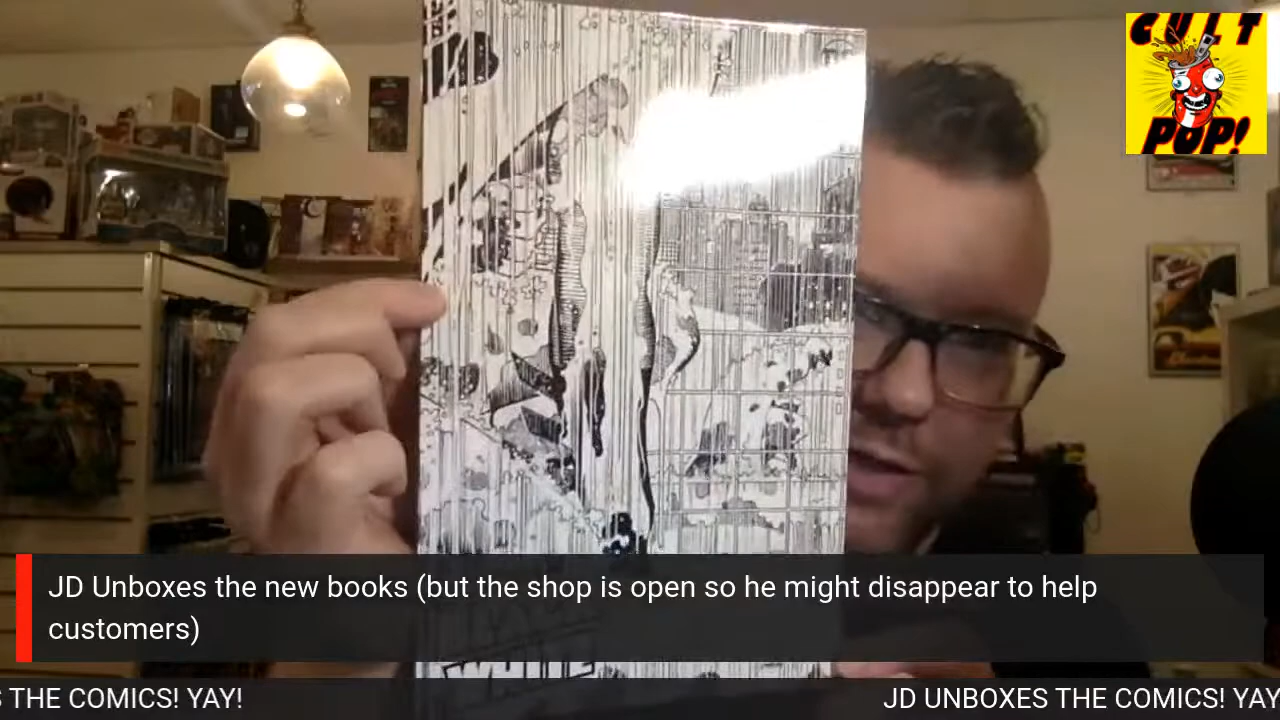 CULT
POP!
JD Unboxes the new books (but the shop is open so he might disappear to help
customers)
S THE COMICS! YAY!
JD UNBOXES THE COMICS! YAY